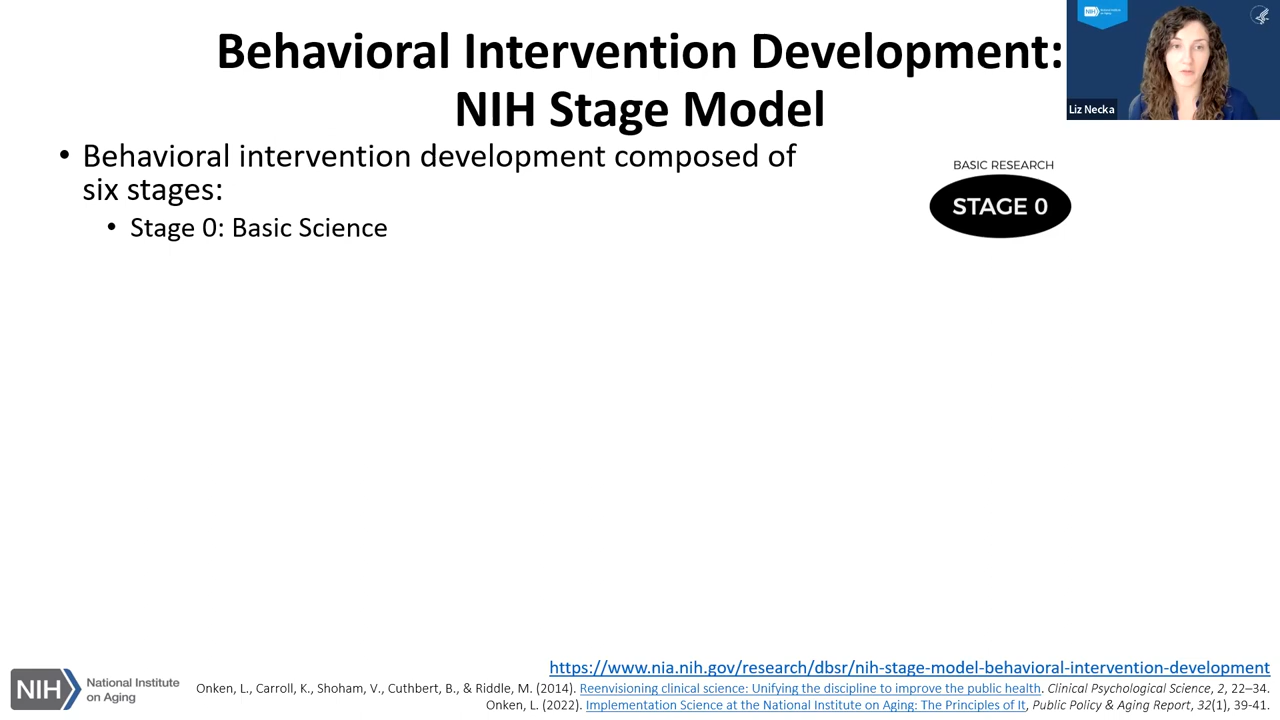 Behavioral Intervention Development:
NIH Stage Model
• Behavioral intervention development composed of
six stages:
• Stage 0: Basic Science
BASIC RESEARCH
STAGE 0
NIH
Liz Necka
https://www.nia.nih.gov/research/dbsr/nih-stage-model-behavioral-intervention-development
NIH
National Institute
on Aging
Onken, L., Carroll, K., Shoham, V., Cuthbert, B., & Riddle, M. (2014). Reenvisioning clinical science: Unifying the discipline to improve the public health. Clinical Psychological Science, 2, 22–34.
Onken, L. (2022). Implementation Science at the National Institute on Aging: The Principles of It, Public Policy & Aging Report, 32(1), 39-41.